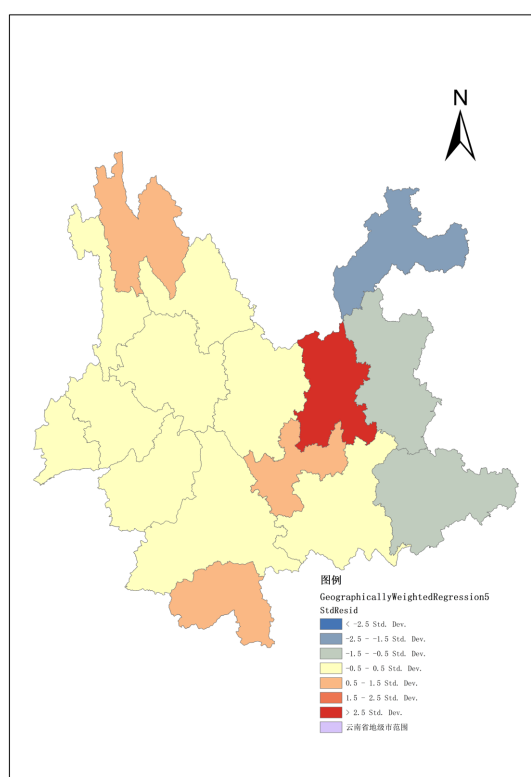 N
图例
GeographicallyWeightedRegression5
StdResid
< -2.5 Std. Dev.
-2.5 - -1.5 Std. Dev.
-1.5 - -0.5 Std. Dev.
-0.5 - 0.5 Std. Dev.
0.5 - 1.5 Std. Dev.
1.5 - 2.5 Std. Dev.
> 2.5 Std. Dev.
云南省地级市范围